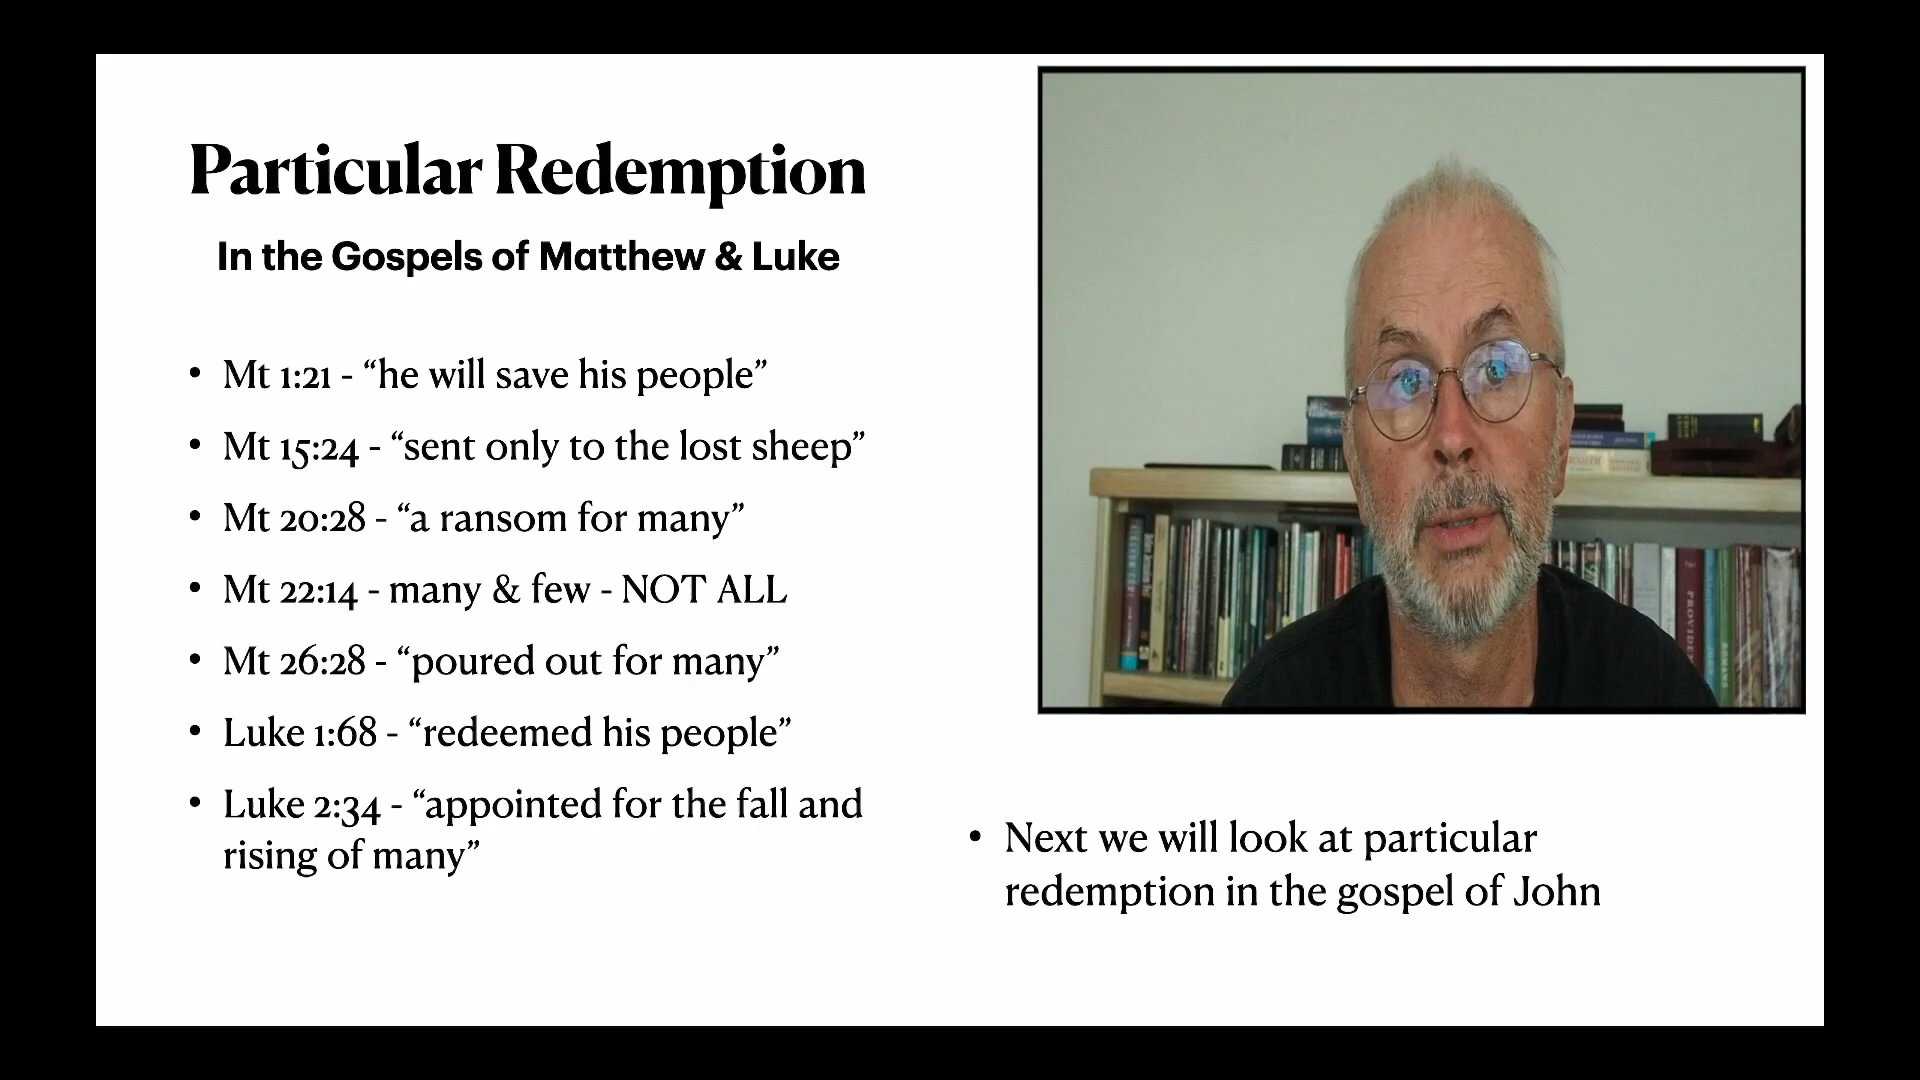 Particular Redemption
In the Gospels of Matthew & Luke
• Mt 1:21 - “he will save his people”
• Mt 15:24 - “sent only to the lost sheep”
• Mt 20:28 - “a ransom for many”
• Mt 22:14 - many & few - NOT ALL
• Mt 26:28 - “poured out for many”
• Luke 1:68 - “redeemed his people”
• Luke 2:34 - “appointed for the fall and
rising of many”
• Next we will look at particular
redemption in the gospel of John